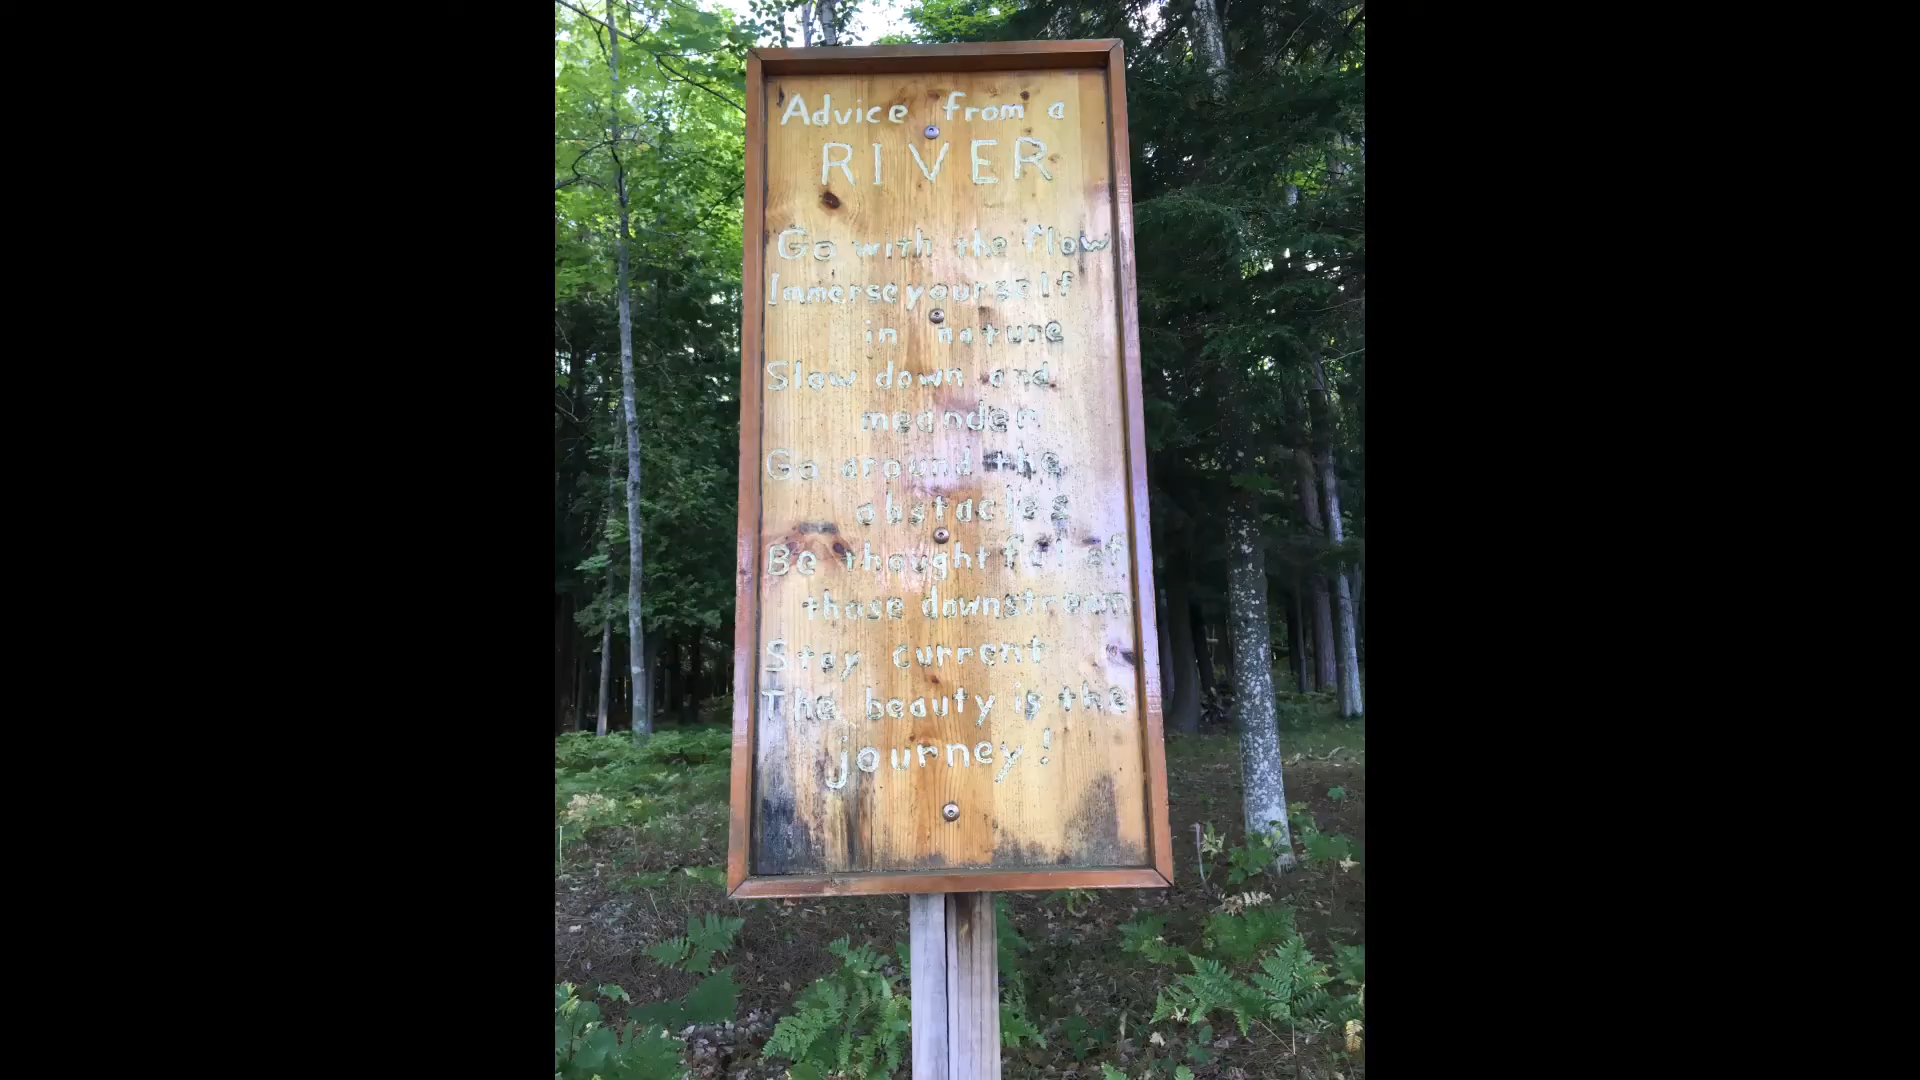 Advice from a
RIVER
Go with the flow
Immerse yourself
in nature
Slow down and
meander
Go around the
obstacles
Be thoughtful of
those downstream
Stay current
The beauty is the
journey!